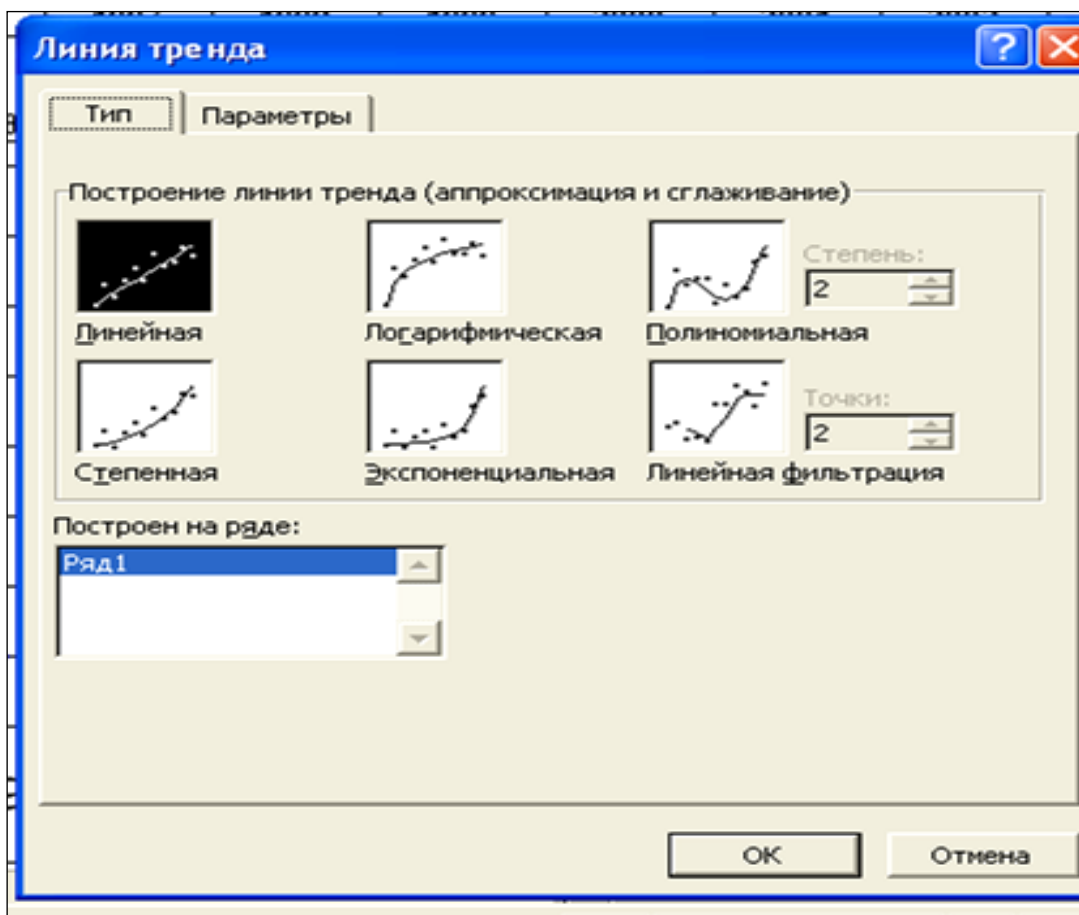 Линия тренда
Тип Параметры
Построение линии тренда (аппроксимация и сглаживание)
Степень:
2
Линейная Логарифмическая Полиномиальная
Точки:
2
Степенная Экспоненциальная Линейная фильтрация
Построен на ряде:
Ряд1
ОК Отмена